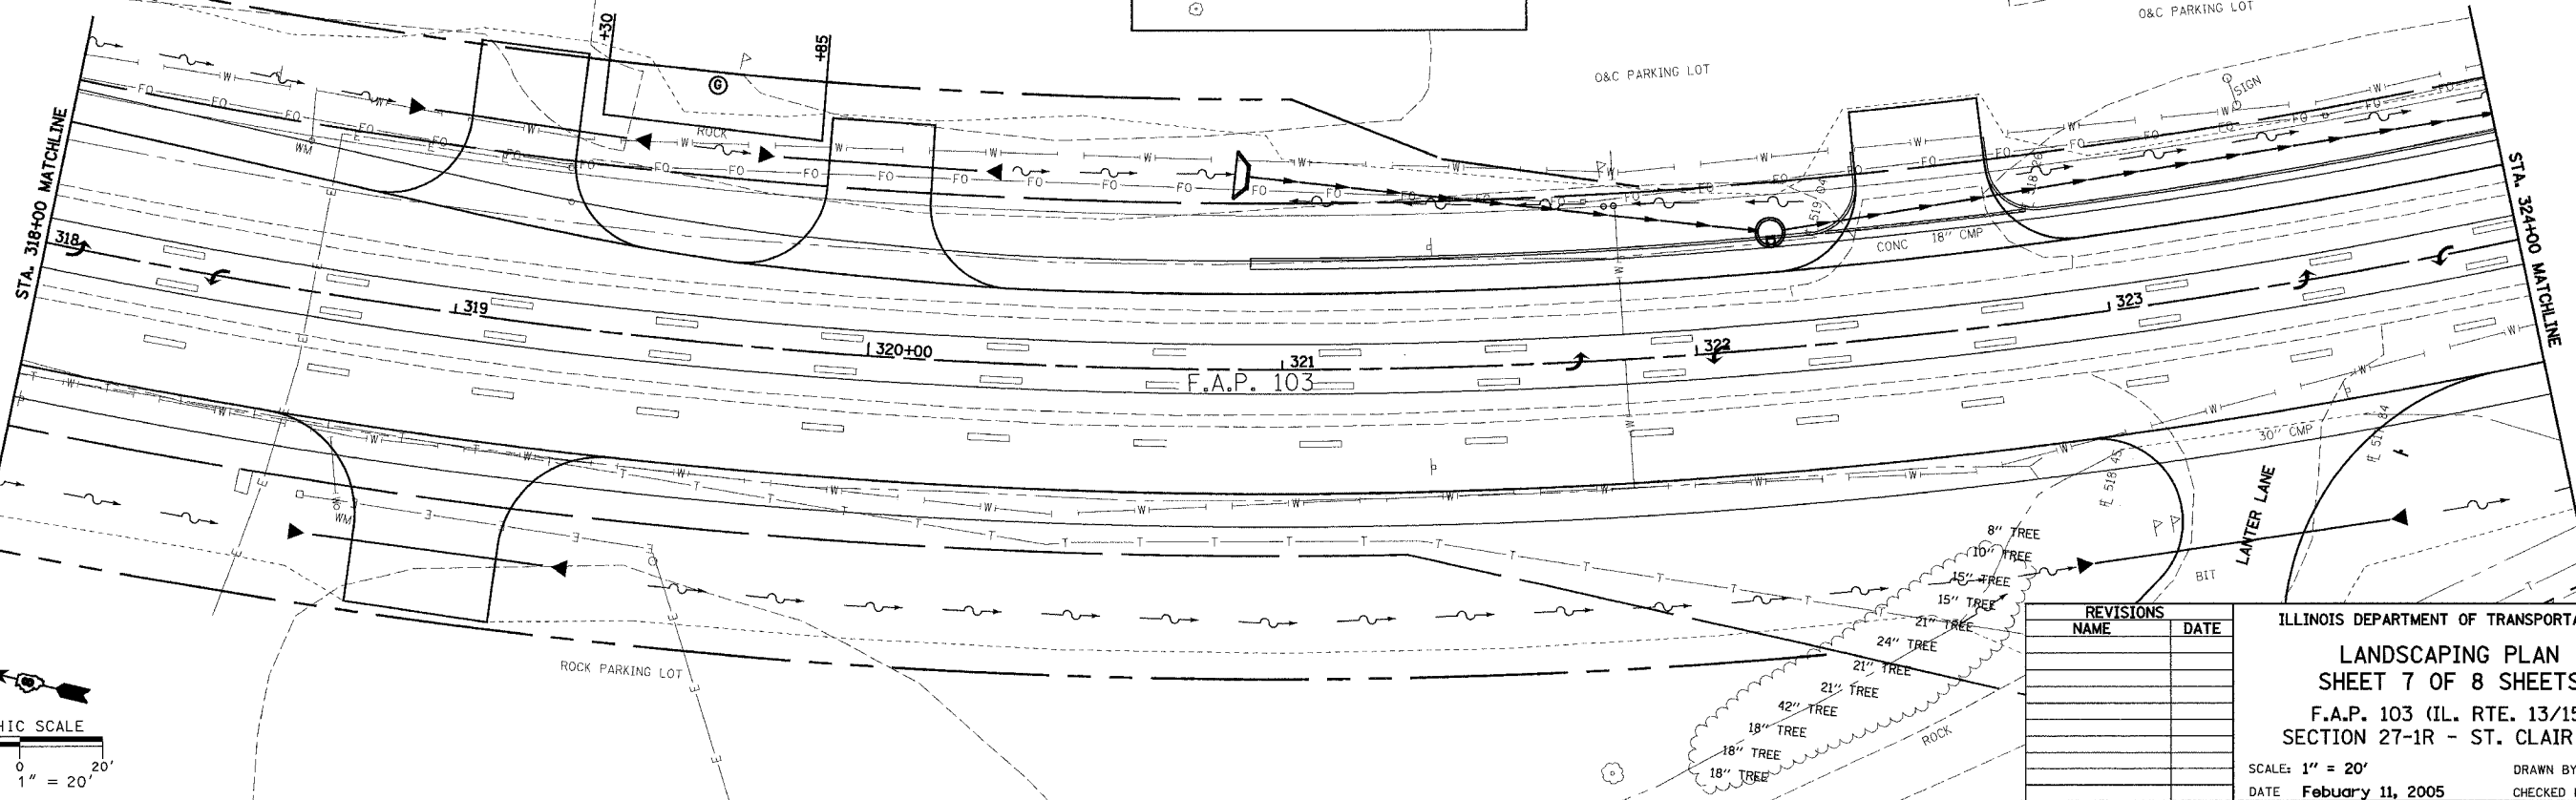 O&C PARKING LOT
O&C PARKING LOT
+30
+85
G
SIGN
ROCK
WM
STA. 318+00 MATCHLINE
STA. 324+00 MATCHLINE
CONC 18" CMP
318
319
320+00
321
322
323
F.A.P. 103
30" CMP
WM
LANTER LANE
BIT
8" TREE
10" TREE
15" TREE
15" TREE
21" TREE
24" TREE
21" TREE
21" TREE
42" TREE
18" TREE
18" TREE
18" TREE
ROCK PARKING LOT
ROCK
HIC SCALE
0 20'
1" = 20'
REVISIONS
NAME DATE
ILLINOIS DEPARTMENT OF TRANSPORTA
LANDSCAPING PLAN
SHEET 7 OF 8 SHEETS
F.A.P. 103 (IL. RTE. 13/15
SECTION 27-1R - ST. CLAIR
SCALE: 1" = 20'
DRAWN BY
DATE Febuary 11, 2005
CHECKED